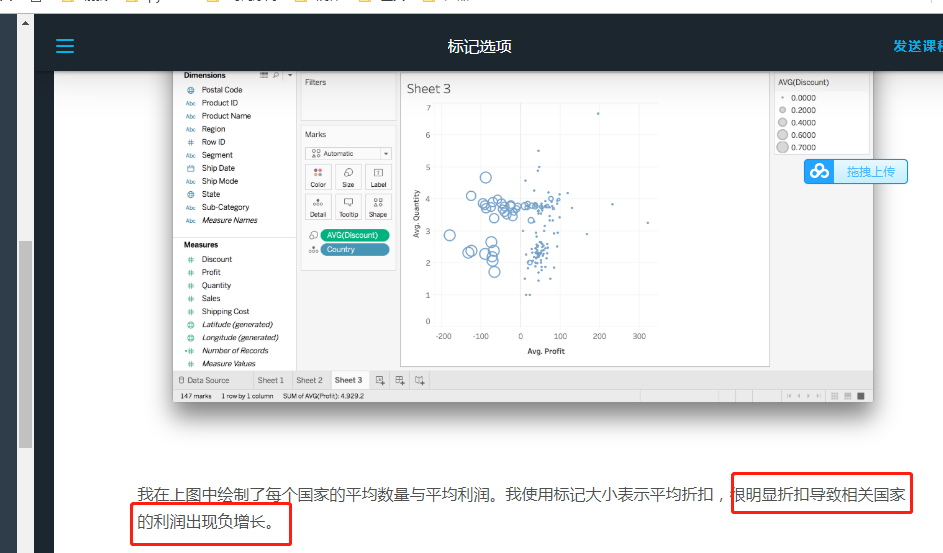 标记选项
发送课程
Dimensions
Postal Code
Abc Product ID
Abc Product Name
Abc Region
# Row ID
Abc Segment
Ship Date
Abc Ship Mode
State
Abc Sub-Category
Abc Measure Names
Measures
# Discount
# Profit
# Quantity
# Sales
# Shipping Cost
Latitude (generated)
Longitude (generated)
# Number of Records
# Measure Values
Filters
Marks
Automatic
Color Size Label
Detail Tooltip Shape
AVG(Discount)
Country
Sheet 3
Avg. Quantity
7
6
5
4
3
2
1
0
-200 -100 0 100 200 300
Avg. Profit
AVG(Discount)
0.0000
0.2000
0.4000
0.6000
0.7000
拖拽上传
Data Source Sheet 1 Sheet 2 Sheet 3
147 marks 1 row by 1 column SUM of AVG(Profit): 4,929.2
我在上图中绘制了每个国家的平均数量与平均利润。我使用标记大小表示平均折扣，很明显折扣导致相关国家
的利润出现负增长。